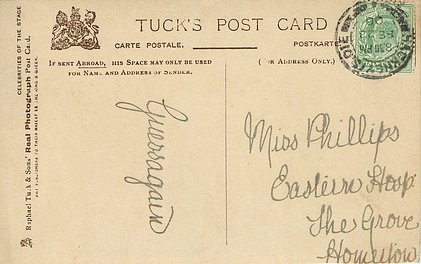 TUCK'S POST CARD
CARTE POSTALE.
POSTKARTE
IF SENT ABROAD, HIS SPACE MAY ONLY BE USED
FOR NAME AND ADDRESS OF SENDER.
( OR ADDRESS ONLY.)
CELEBRITIES OF THE STAGE
Raphael Tuck & Sons' Real Photograph Post Card.
Guessagain
Miss Phillips
Eastern Hosp
The Grove
Homerton